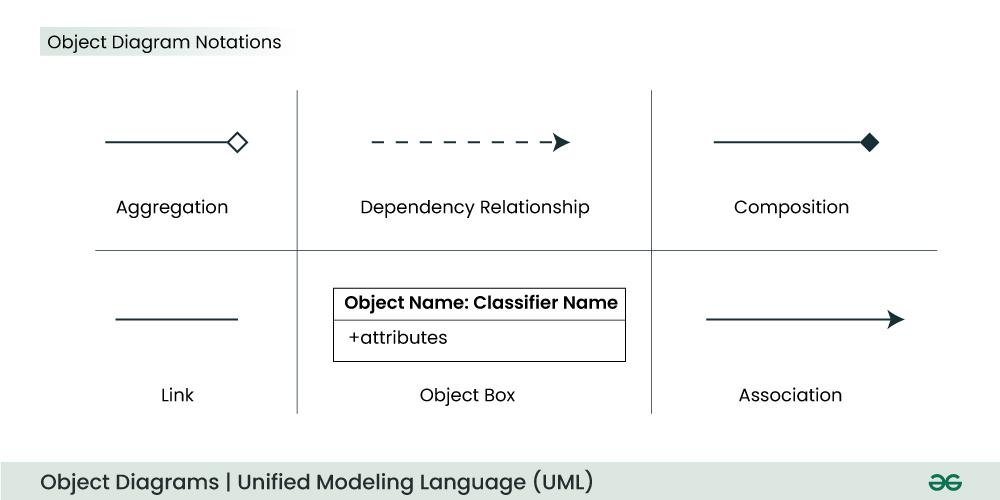 Object Diagram Notations
Aggregation
Dependency Relationship
Composition
Link
Object Name: Classifier Name
+attributes
Object Box
Association
Object Diagrams | Unified Modeling Language (UML)